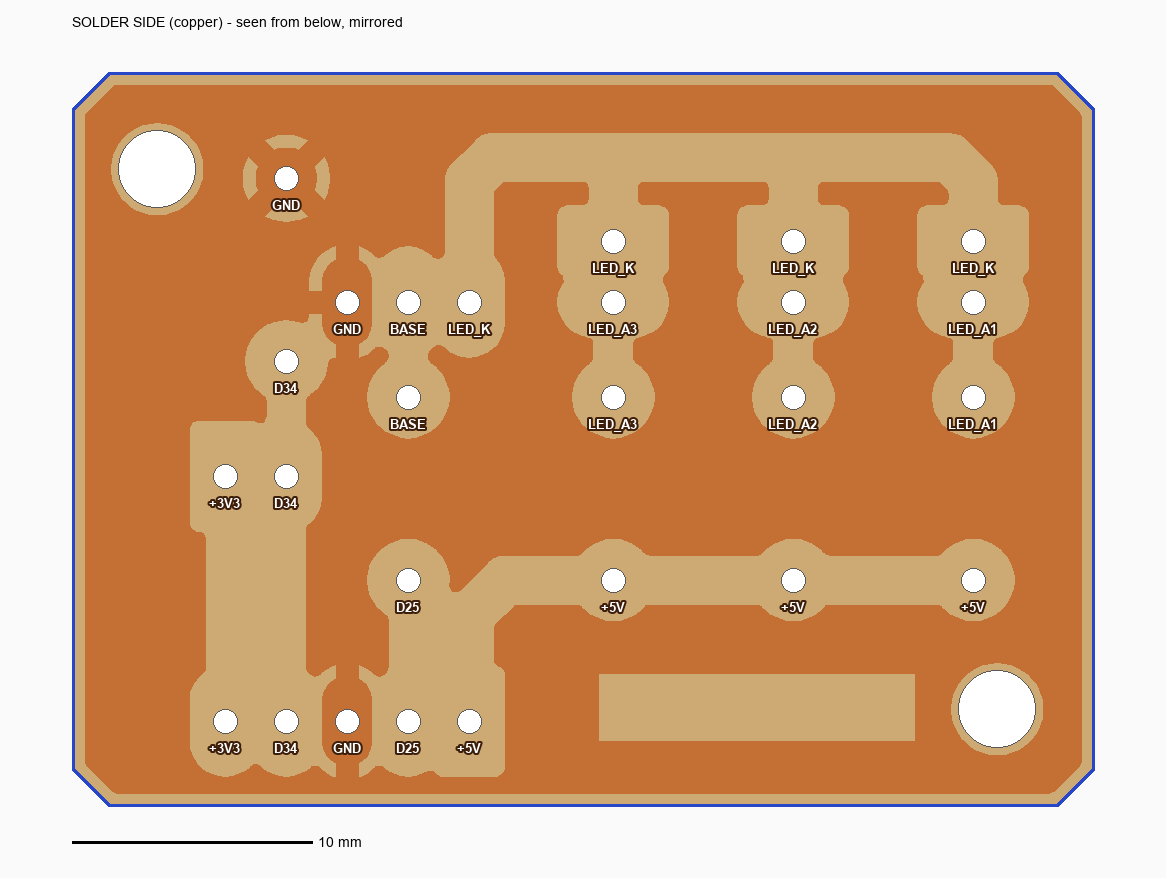 SOLDER SIDE (copper) - seen from below, mirrored
GND
LED_K LED_K LED_K
GND BASE LED_K LED_A3 LED_A2 LED_A1
D34
BASE LED_A3 LED_A2 LED_A1
+3V3 D34
D25 +5V +5V +5V
+3V3 D34 GND D25 +5V
10 mm